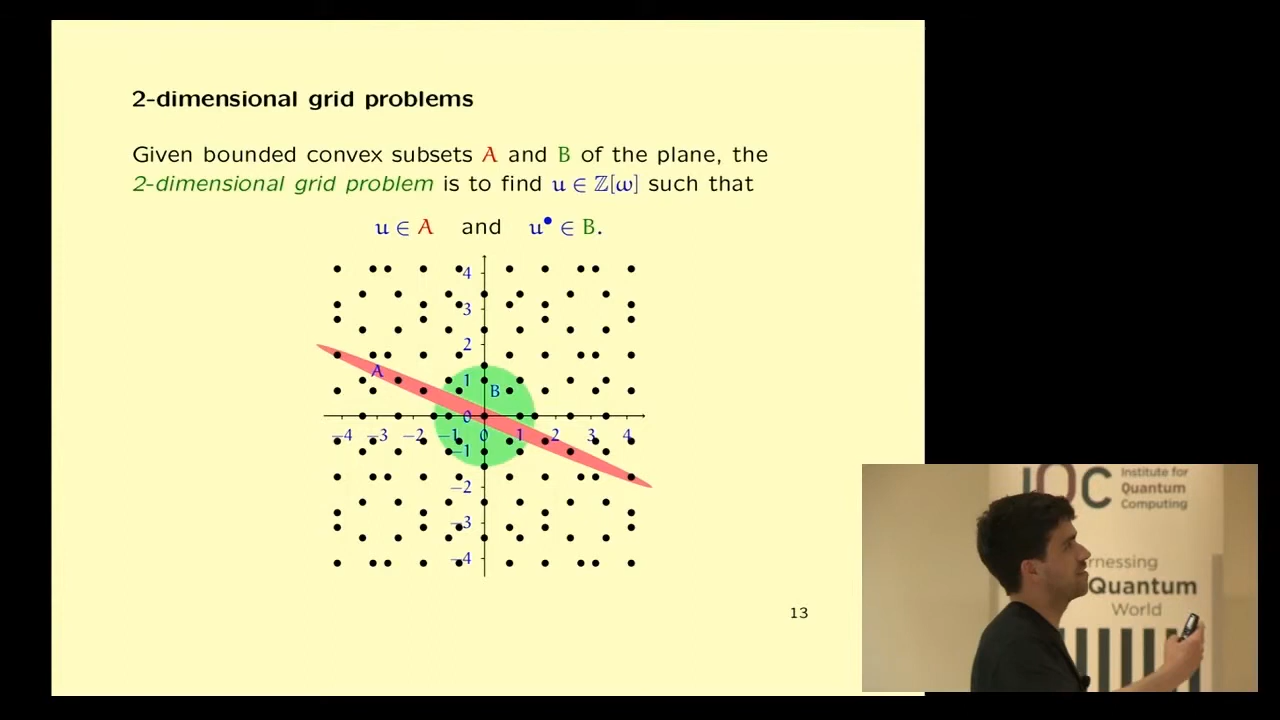 2-dimensional grid problems
Given bounded convex subsets A and B of the plane, the
2-dimensional grid problem is to find u ∈ ℤ[ω] such that
u ∈ A and u• ∈ B.
4
3
2
A
1
B
0
−4 −3 −2 −1 0 1 2 3 4
−1
−2
−3
−4
13
IQC
Institute for
Quantum
Computing
rnessing
Quantum
World